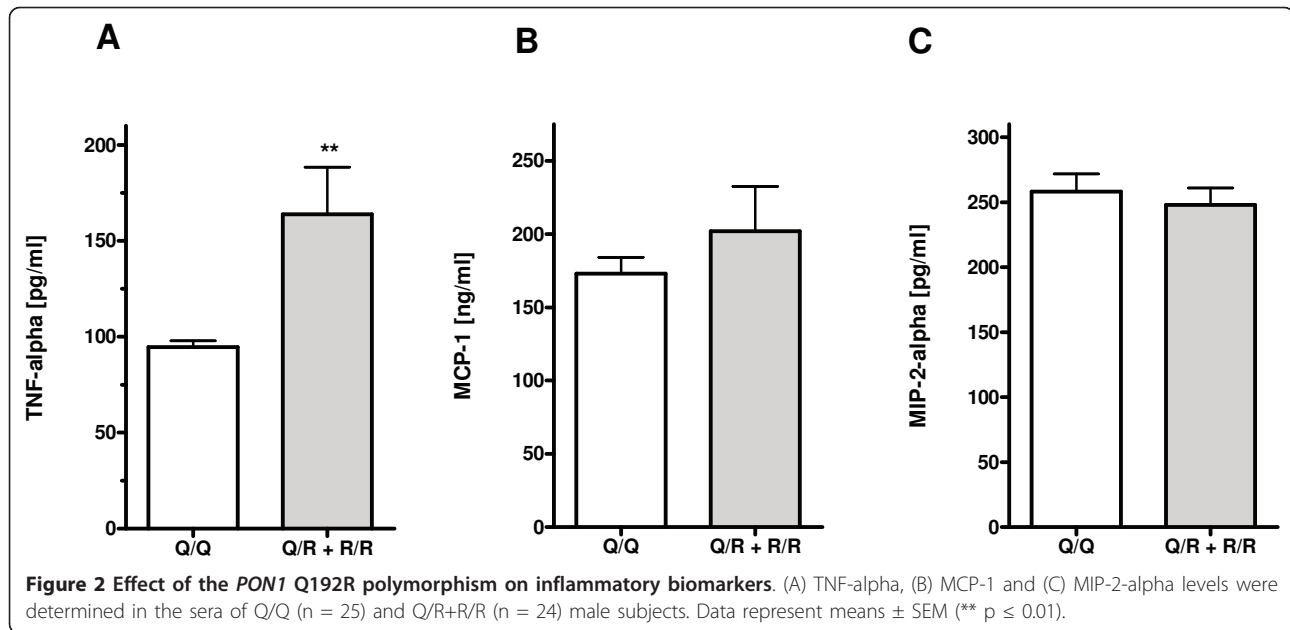 A
B
C
TNF-alpha [pg/ml]
200
150
100
50
0
**
Q/Q
Q/R + R/R
MCP-1 [ng/ml]
250
200
150
100
50
0
Q/Q
Q/R + R/R
MIP-2-alpha [pg/ml]
300
250
200
150
100
50
0
Q/Q
Q/R + R/R
Figure 2 Effect of the PON1 Q192R polymorphism on inflammatory biomarkers. (A) TNF-alpha, (B) MCP-1 and (C) MIP-2-alpha levels were
determined in the sera of Q/Q (n = 25) and Q/R+R/R (n = 24) male subjects. Data represent means ± SEM (** p ≤ 0.01).